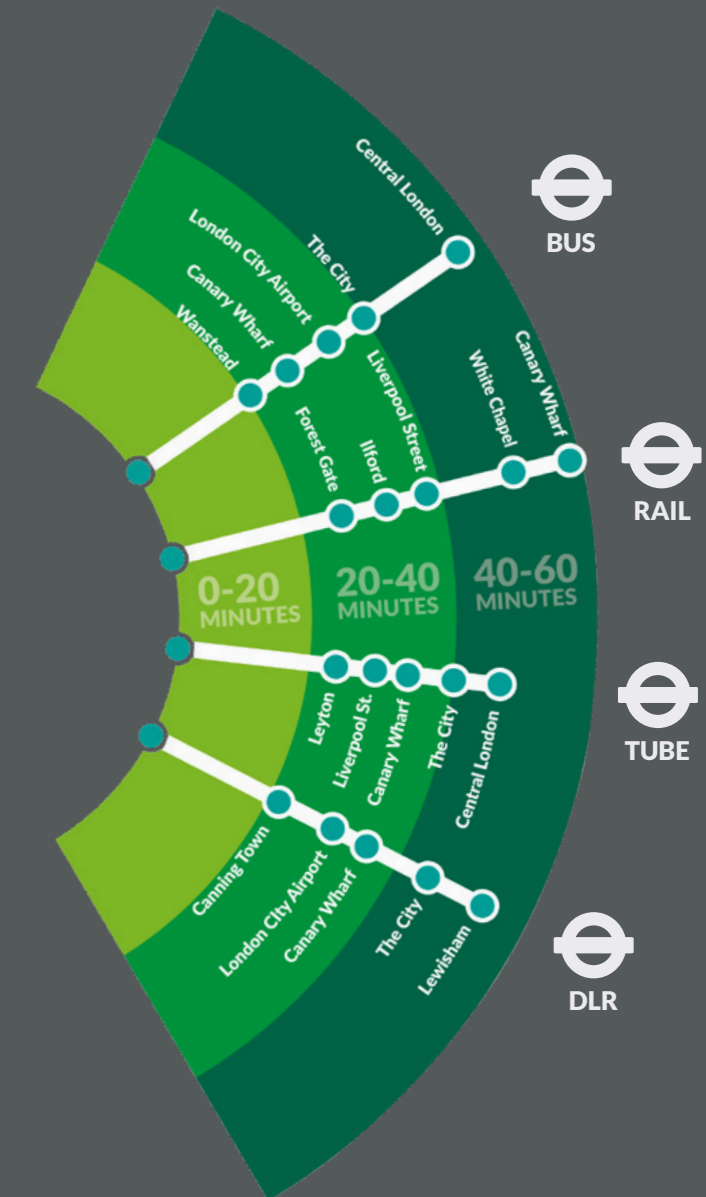 Central London
The City
London City Airport
Canary Wharf
Wanstead
BUS
Canary Wharf
White Chapel
Liverpool Street
Ilford
Forest Gate
RAIL
0-20
MINUTES
20-40
MINUTES
40-60
MINUTES
Leyton
Liverpool St.
Canary Wharf
The City
Central London
TUBE
Canning Town
London CIty Airport
Canary Wharf
The City
Lewisham
DLR